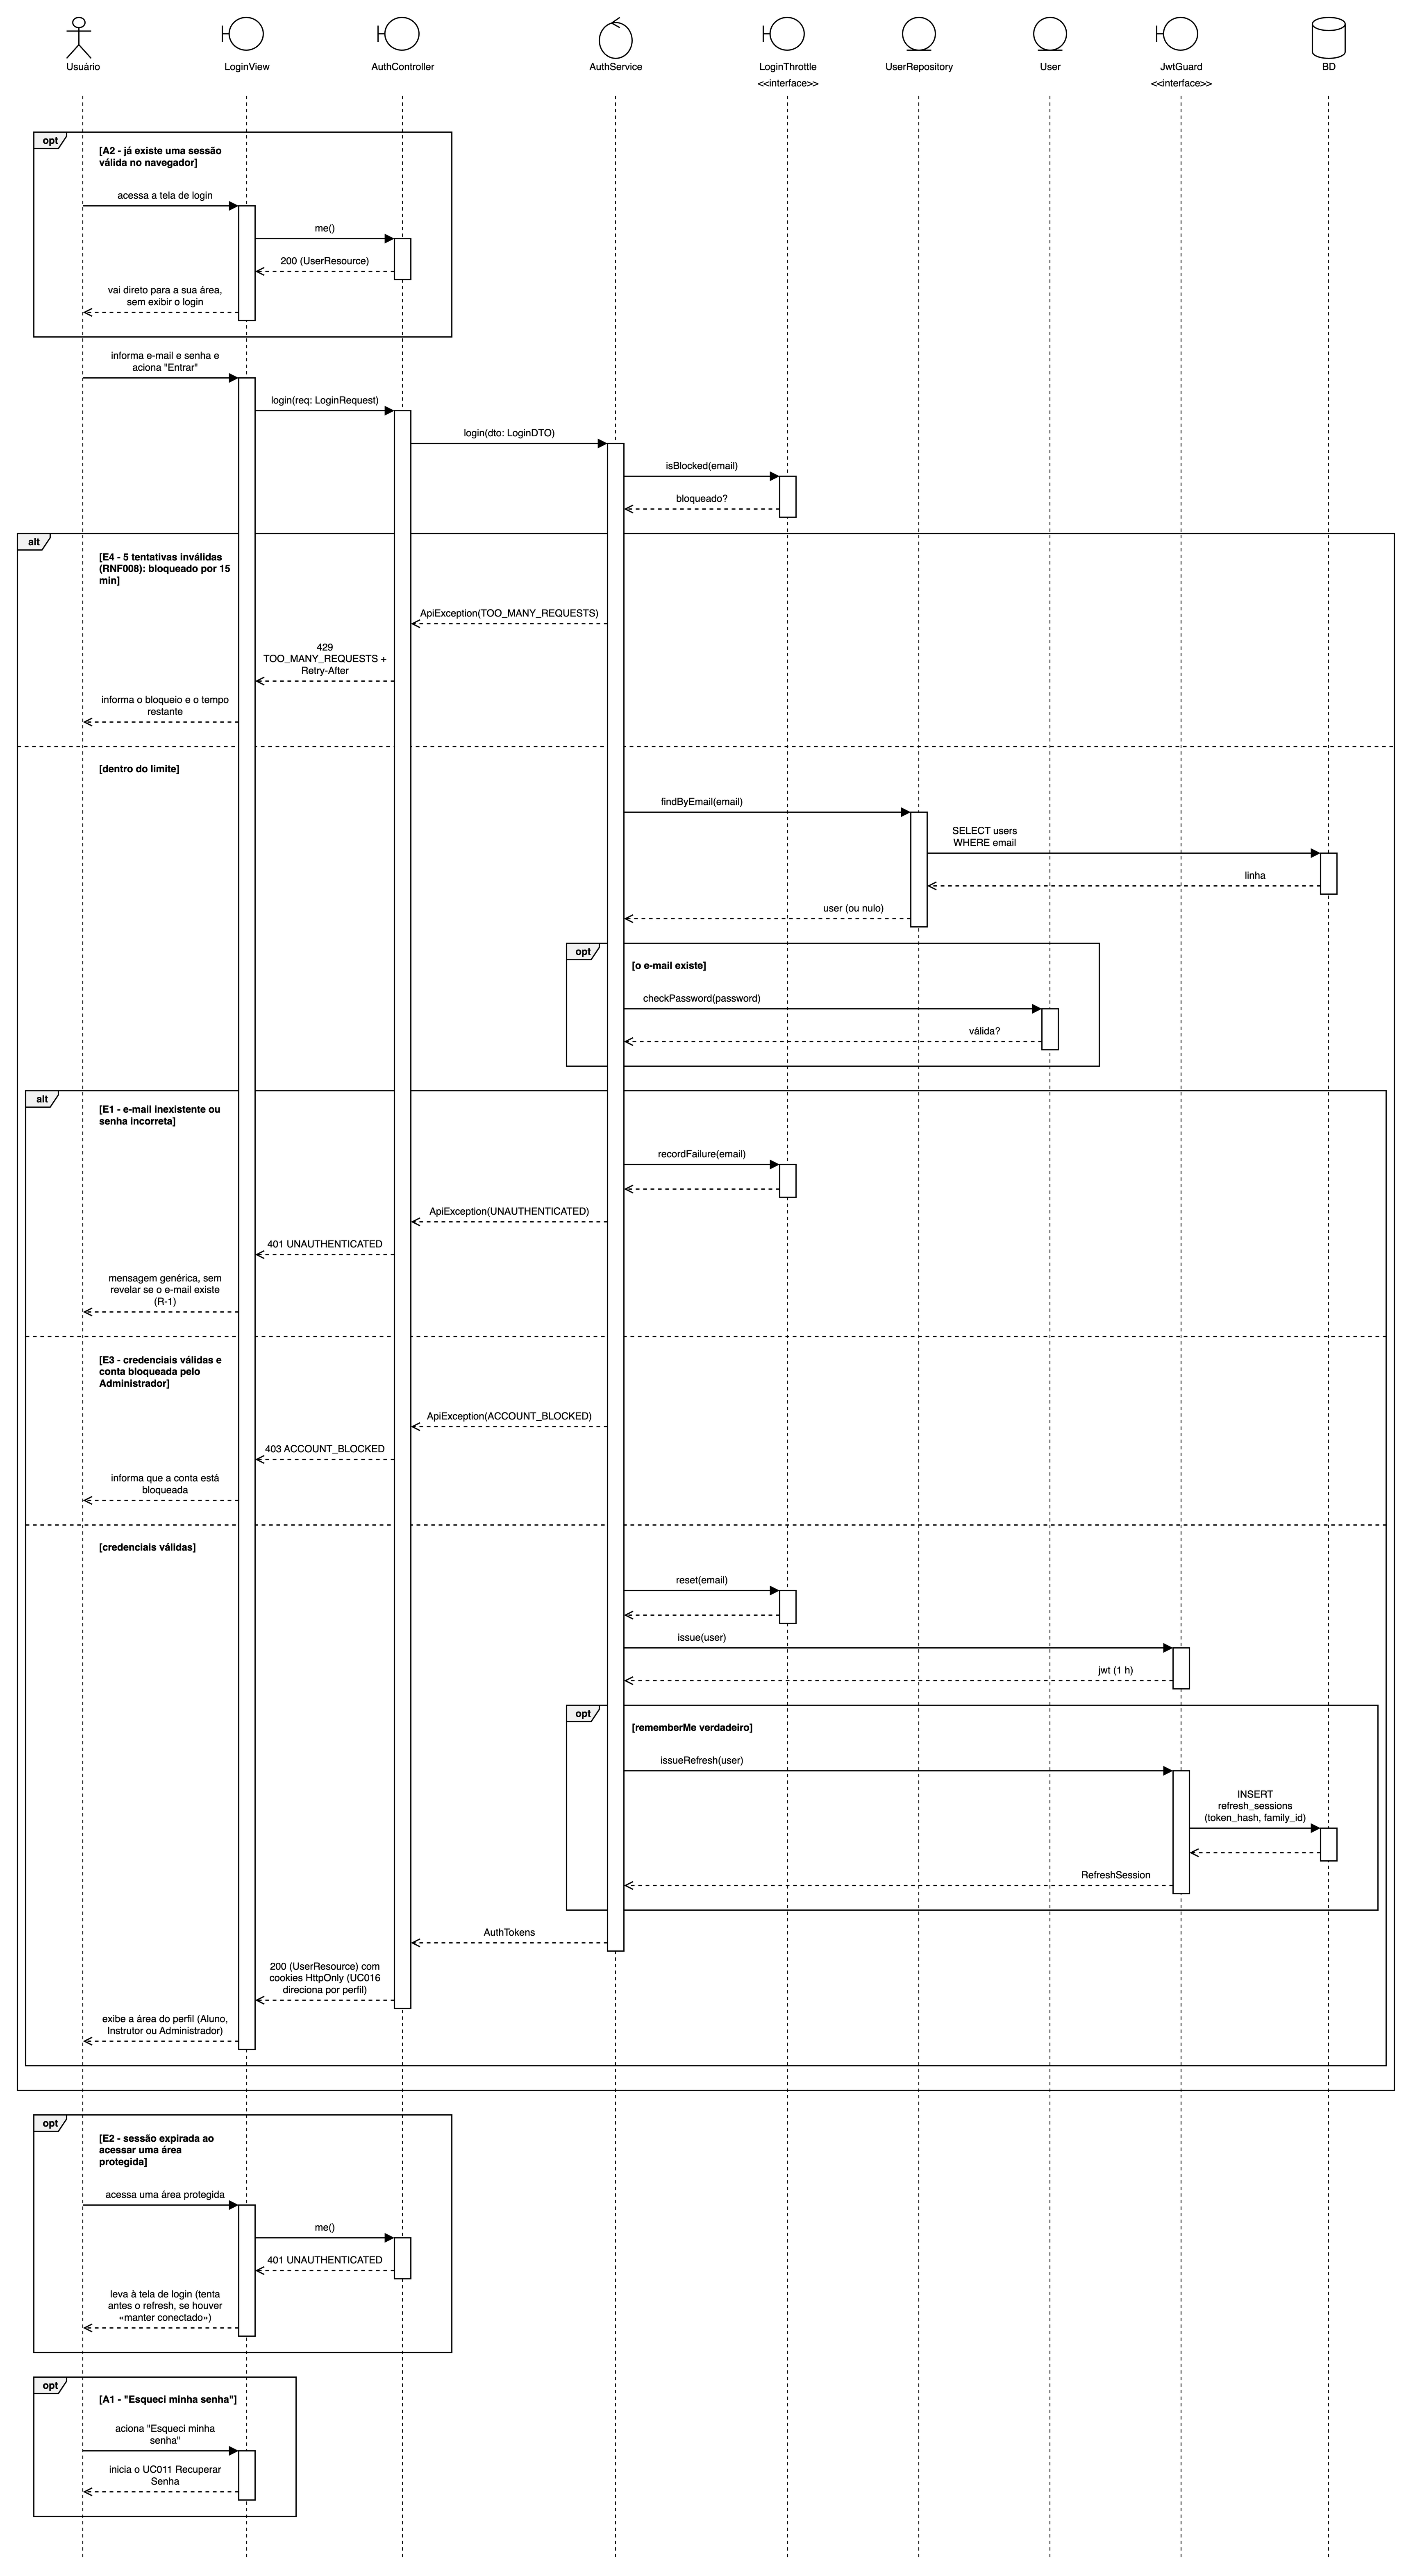 Usuário
LoginView
AuthController
AuthService
LoginThrottle
<<interface>>
UserRepository
User
JwtGuard
<<interface>>
BD
opt
[A2 - já existe uma sessão
válida no navegador]
acessa a tela de login
me()
200 (UserResource)
vai direto para a sua área,
sem exibir o login
informa e-mail e senha e
aciona "Entrar"
login(req: LoginRequest)
login(dto: LoginDTO)
isBlocked(email)
bloqueado?
alt
[E4 - 5 tentativas inválidas
(RNF008): bloqueado por 15
min]
ApiException(TOO_MANY_REQUESTS)
429
TOO_MANY_REQUESTS +
Retry-After
informa o bloqueio e o tempo
restante
[dentro do limite]
findByEmail(email)
SELECT users
WHERE email
linha
user (ou nulo)
opt
[o e-mail existe]
checkPassword(password)
válida?
alt
[E1 - e-mail inexistente ou
senha incorreta]
recordFailure(email)
ApiException(UNAUTHENTICATED)
401 UNAUTHENTICATED
mensagem genérica, sem
revelar se o e-mail existe
(R-1)
[E3 - credenciais válidas e
conta bloqueada pelo
Administrador]
ApiException(ACCOUNT_BLOCKED)
403 ACCOUNT_BLOCKED
informa que a conta está
bloqueada
[credenciais válidas]
reset(email)
issue(user)
jwt (1 h)
opt
[rememberMe verdadeiro]
issueRefresh(user)
INSERT
refresh_sessions
(token_hash, family_id)
RefreshSession
AuthTokens
200 (UserResource) com
cookies HttpOnly (UC016
direciona por perfil)
exibe a área do perfil (Aluno,
Instrutor ou Administrador)
opt
[E2 - sessão expirada ao
acessar uma área
protegida]
acessa uma área protegida
me()
401 UNAUTHENTICATED
leva à tela de login (tenta
antes o refresh, se houver
«manter conectado»)
opt
[A1 - "Esqueci minha senha"]
aciona "Esqueci minha
senha"
inicia o UC011 Recuperar
Senha